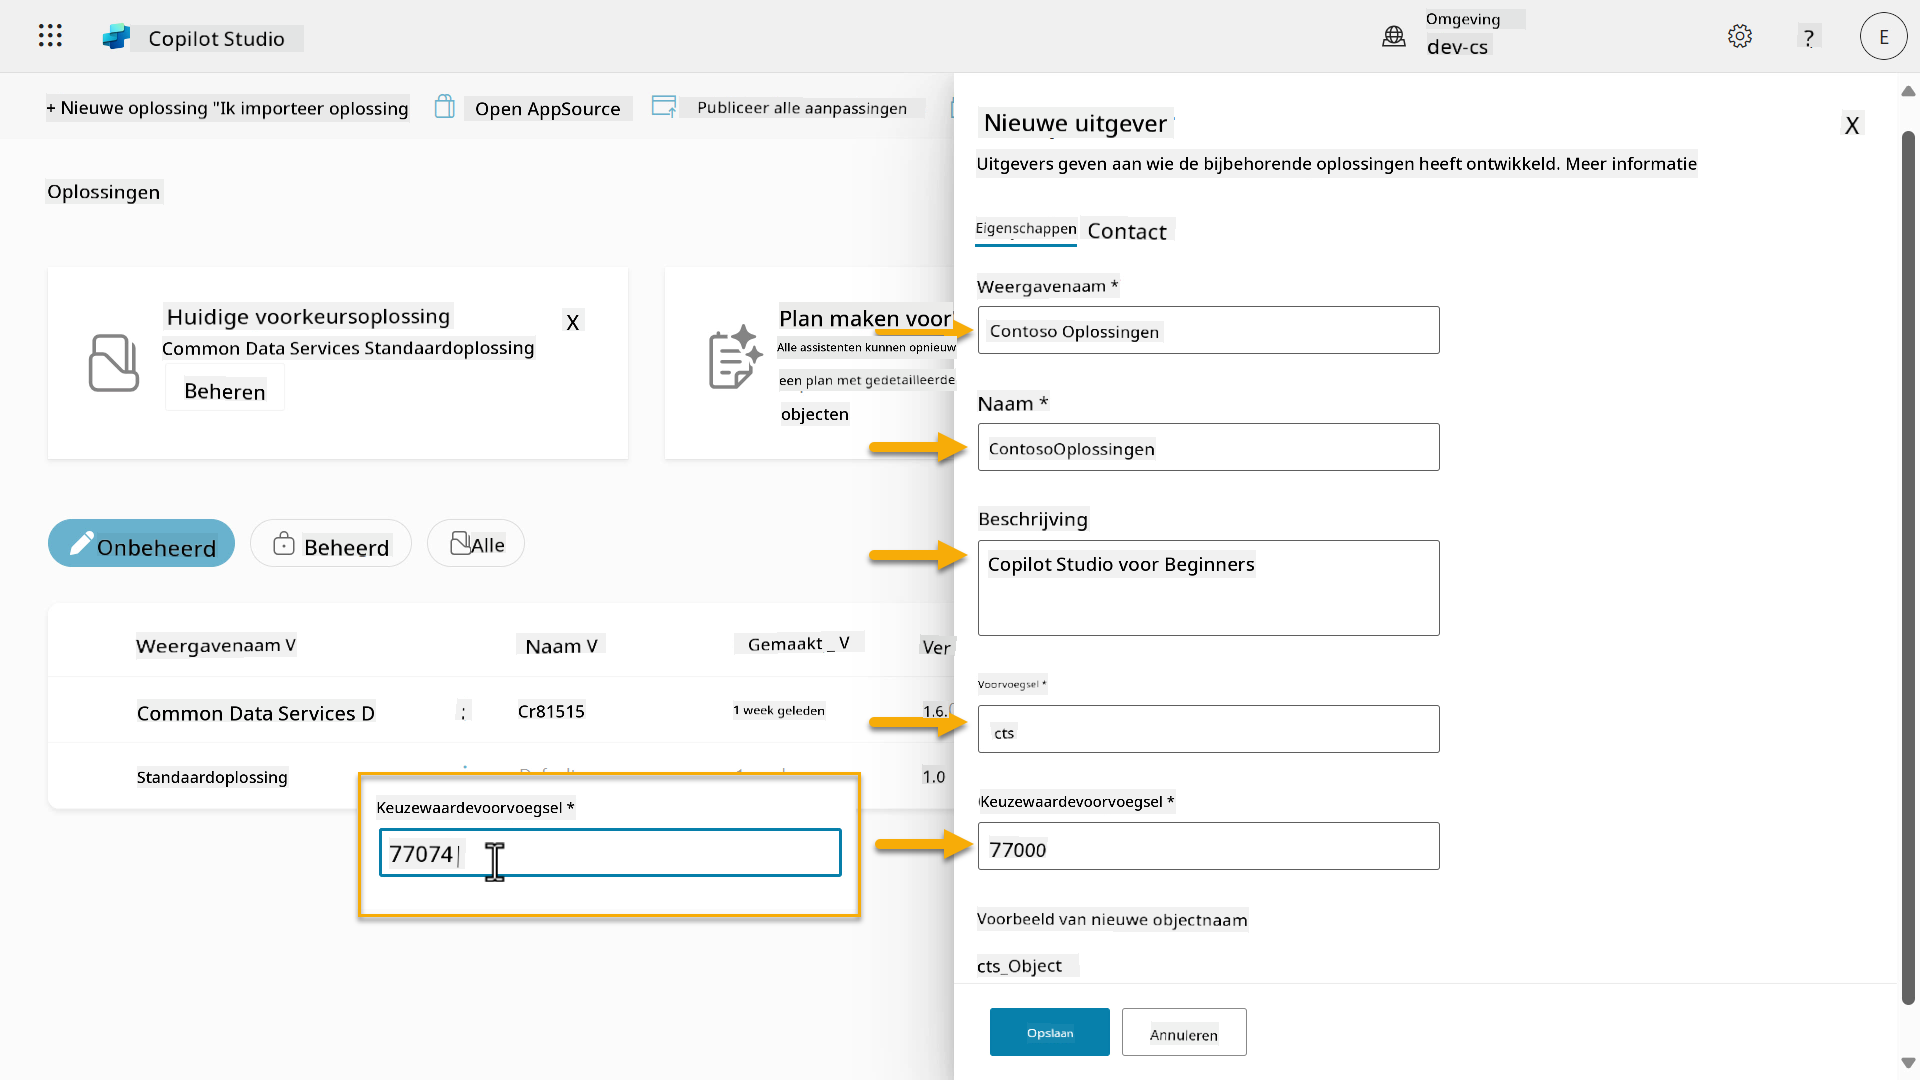 Copilot Studio
Omgeving
dev-cs
?
E
+ Nieuwe oplossing "Ik importeer oplossing
Open AppSource
Publiceer alle aanpassingen
Oplossingen
Huidige voorkeursoplossing
X
Common Data Services Standaardoplossing
Beheren
Plan maken voor
Alle assistenten kunnen opnieuw
een plan met gedetailleerde
objecten
Onbeheerd
Beheerd
Alle
Weergavenaam V
Naam V
Gemaakt _ V
Ver
Common Data Services D
:
Cr81515
1 week geleden
1.6.
Standaardoplossing
1.0
Keuzewaardevoorvoegsel *
77074
Nieuwe uitgever
X
Uitgevers geven aan wie de bijbehorende oplossingen heeft ontwikkeld. Meer informatie
Eigenschappen
Contact
Weergavenaam *
Contoso Oplossingen
Naam *
ContosoOplossingen
Beschrijving
Copilot Studio voor Beginners
Voorvoegsel *
cts
Keuzewaardevoorvoegsel *
77000
Voorbeeld van nieuwe objectnaam
cts_Object
Opslaan
Annuleren